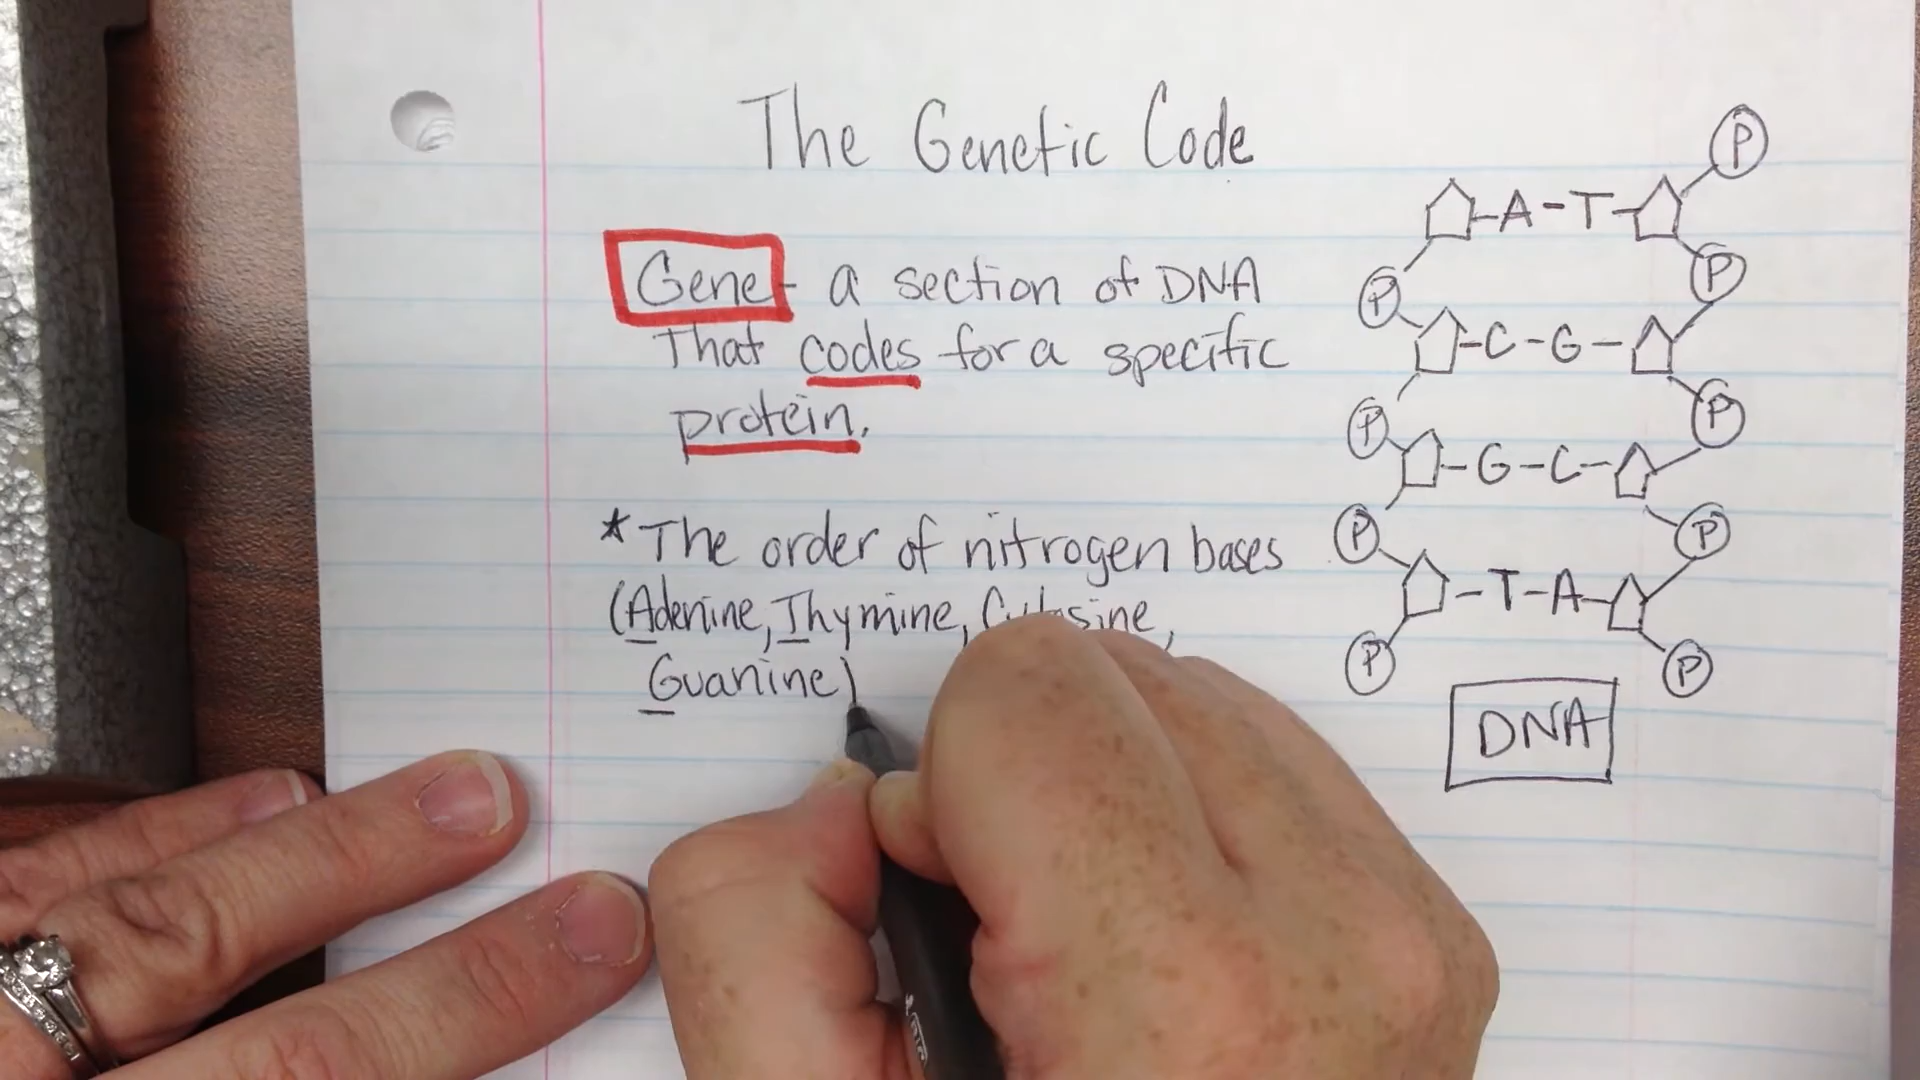 The Genetic Code
Gene - a section of DNA
That codes for a specific
protein.
*The order of nitrogen bases
(Adenine, Thymine,
Guanine)
P
A-T
P
P
C-G
P
P
G-C
P
P
T-A
P
P
DNA